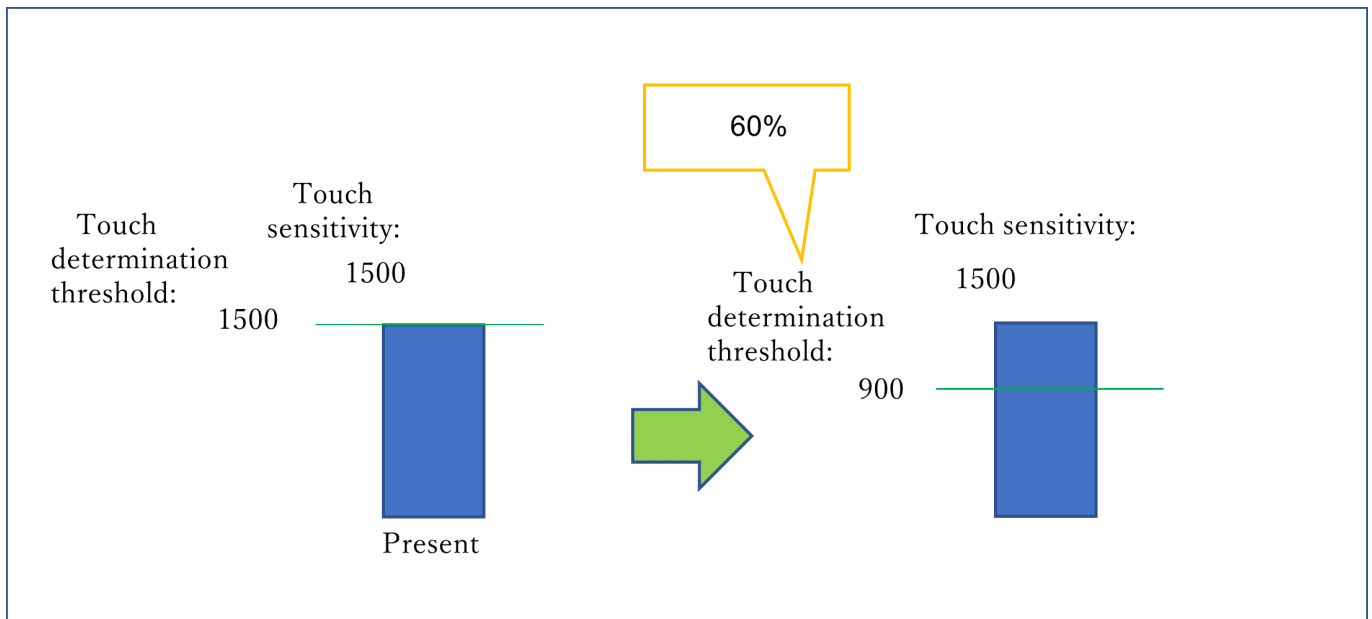 Touch
determination
threshold:
1500
Touch
sensitivity:
1500
Present
60%
Touch
determination
threshold:
900
Touch sensitivity:
1500